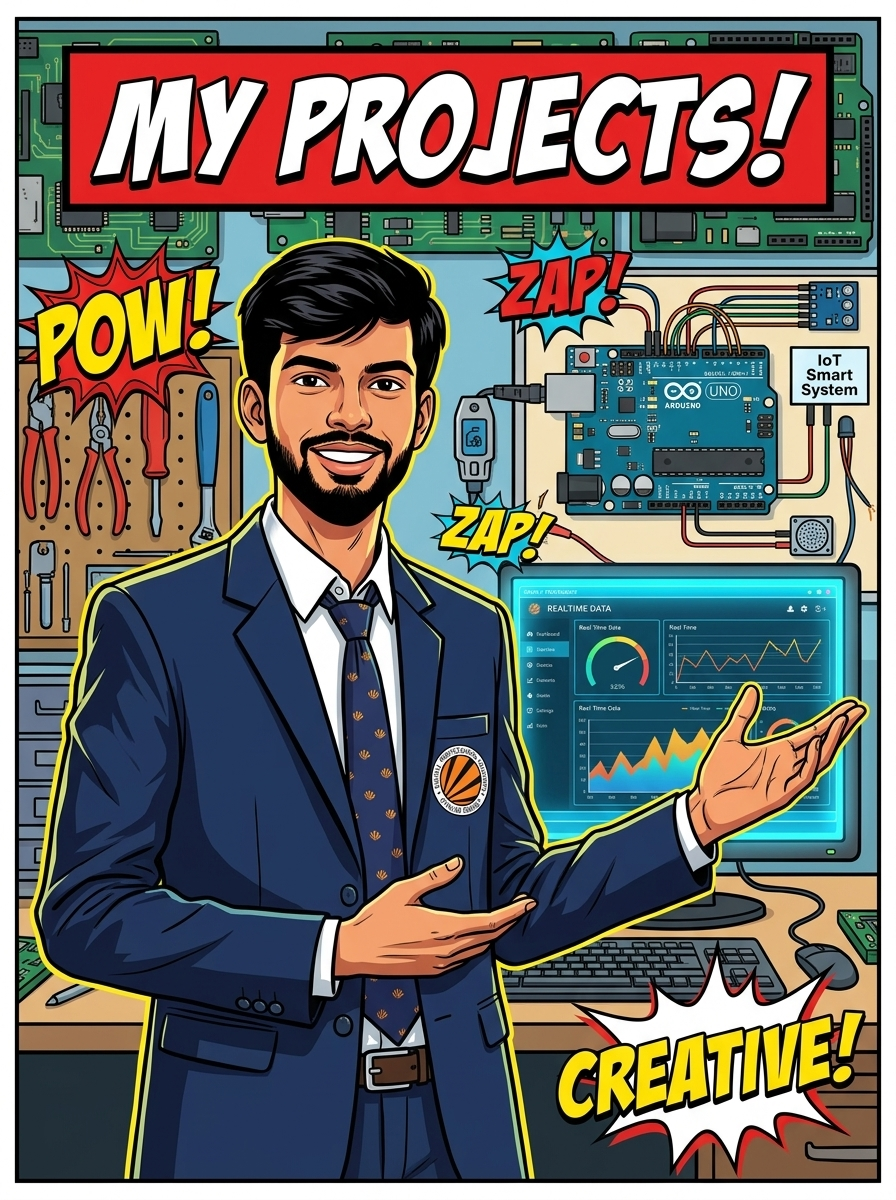 MY PROJECTS!
POW!
ZAP!
IoT
Smart
System
UNO
ARDUINO
ZAP!
REALTIME DATA
Real Time Data
Real Time Data
CREATIVE!